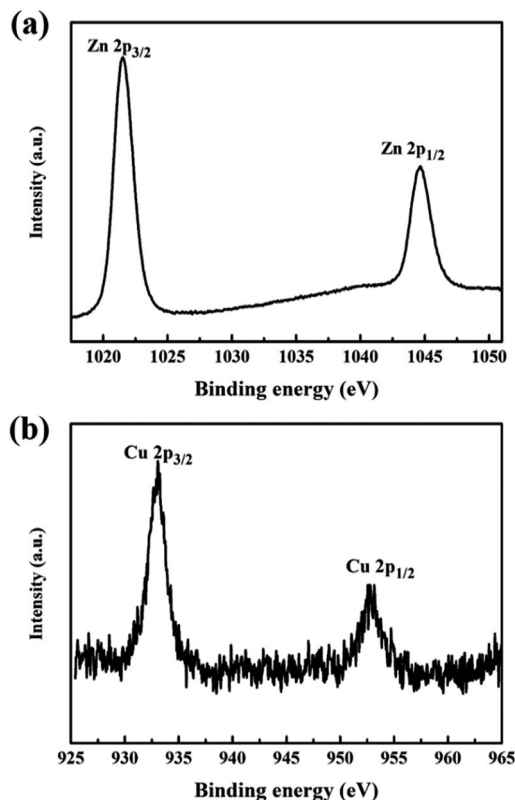 (a)
Zn 2p3/2
Zn 2p1/2
Intensity (a.u.)
1020 1025 1030 1035 1040 1045 1050
Binding energy (eV)
(b)
Cu 2p3/2
Cu 2p1/2
Intensity (a.u.)
925 930 935 940 945 950 955 960 965
Binding energy (eV)